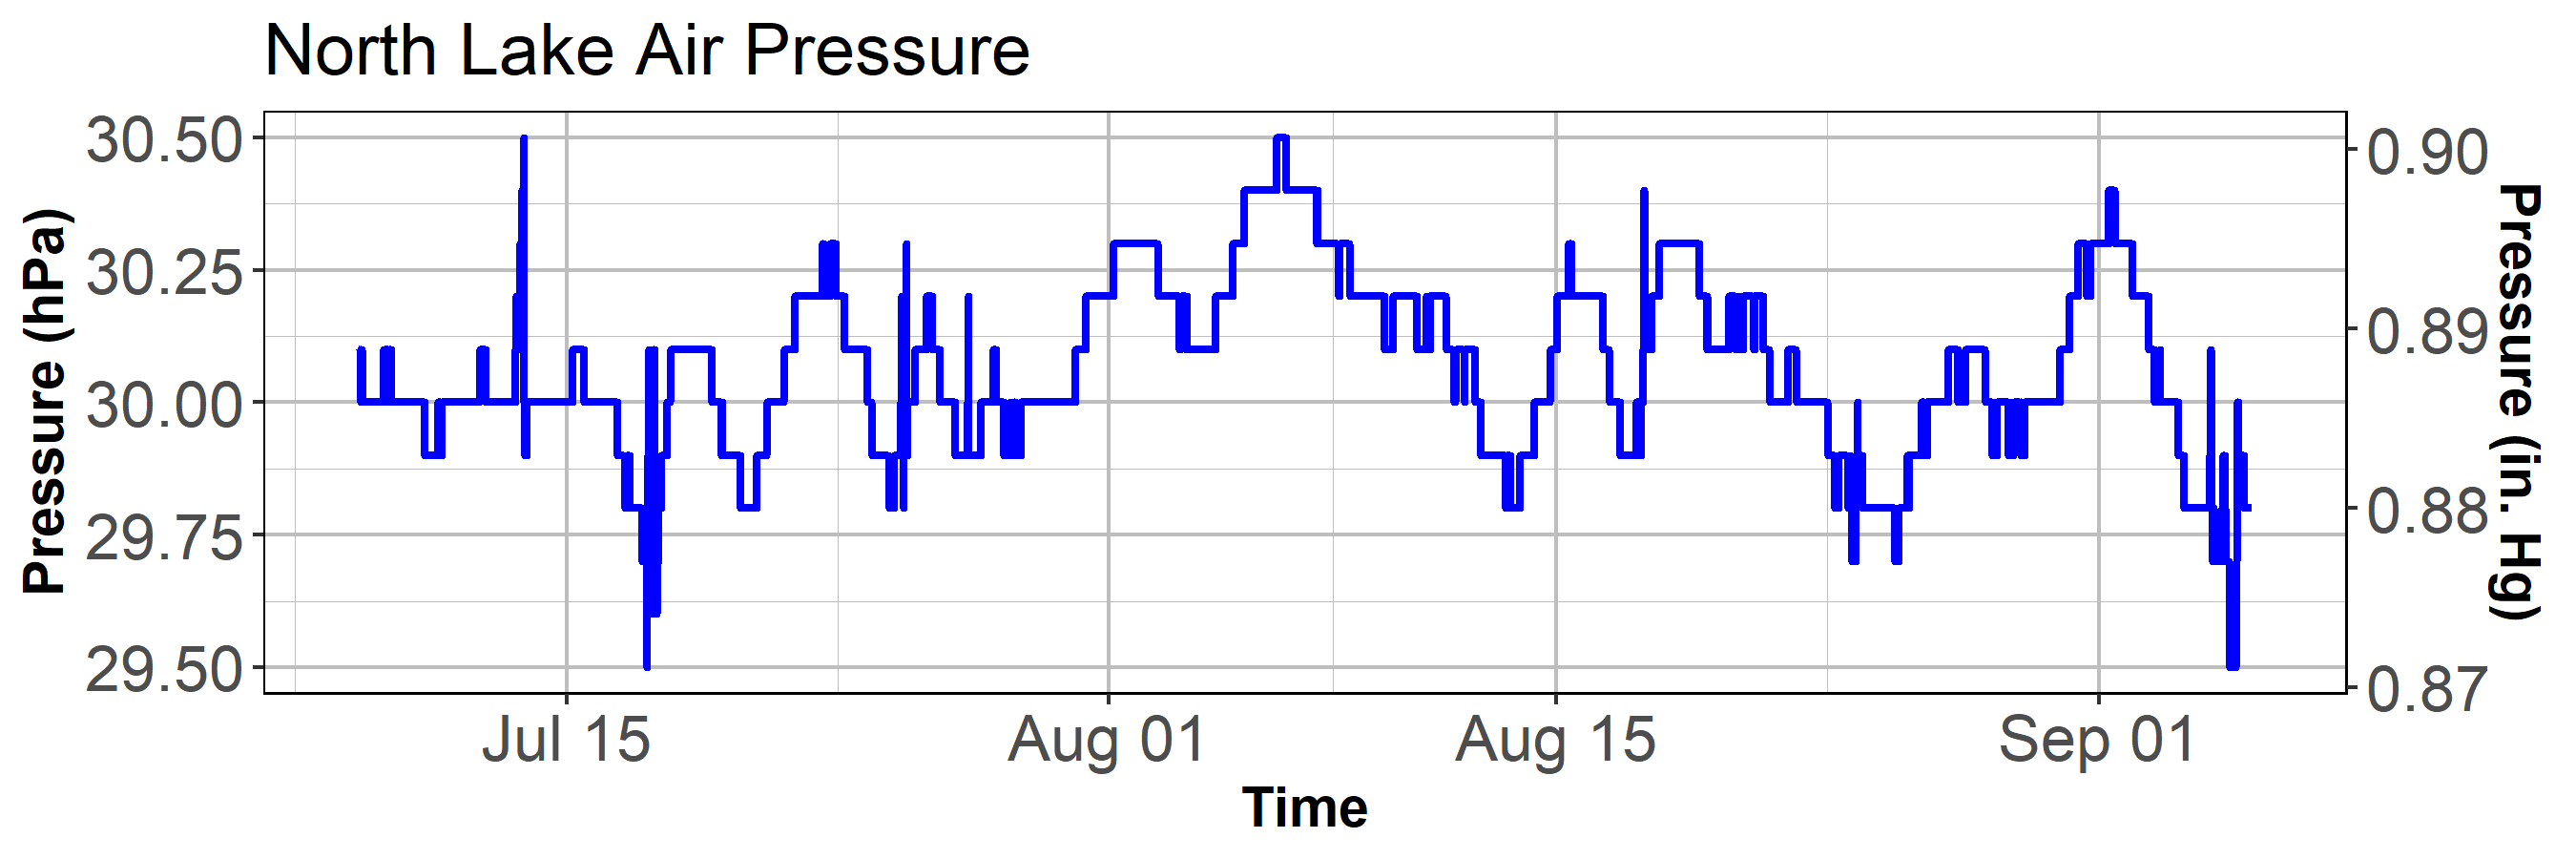 North Lake Air Pressure
Pressure (hPa)
30.50
30.25
30.00
29.75
29.50
0.90
0.89
0.88
0.87
Pressure (in. Hg)
Jul 15
Aug 01
Aug 15
Sep 01
Time